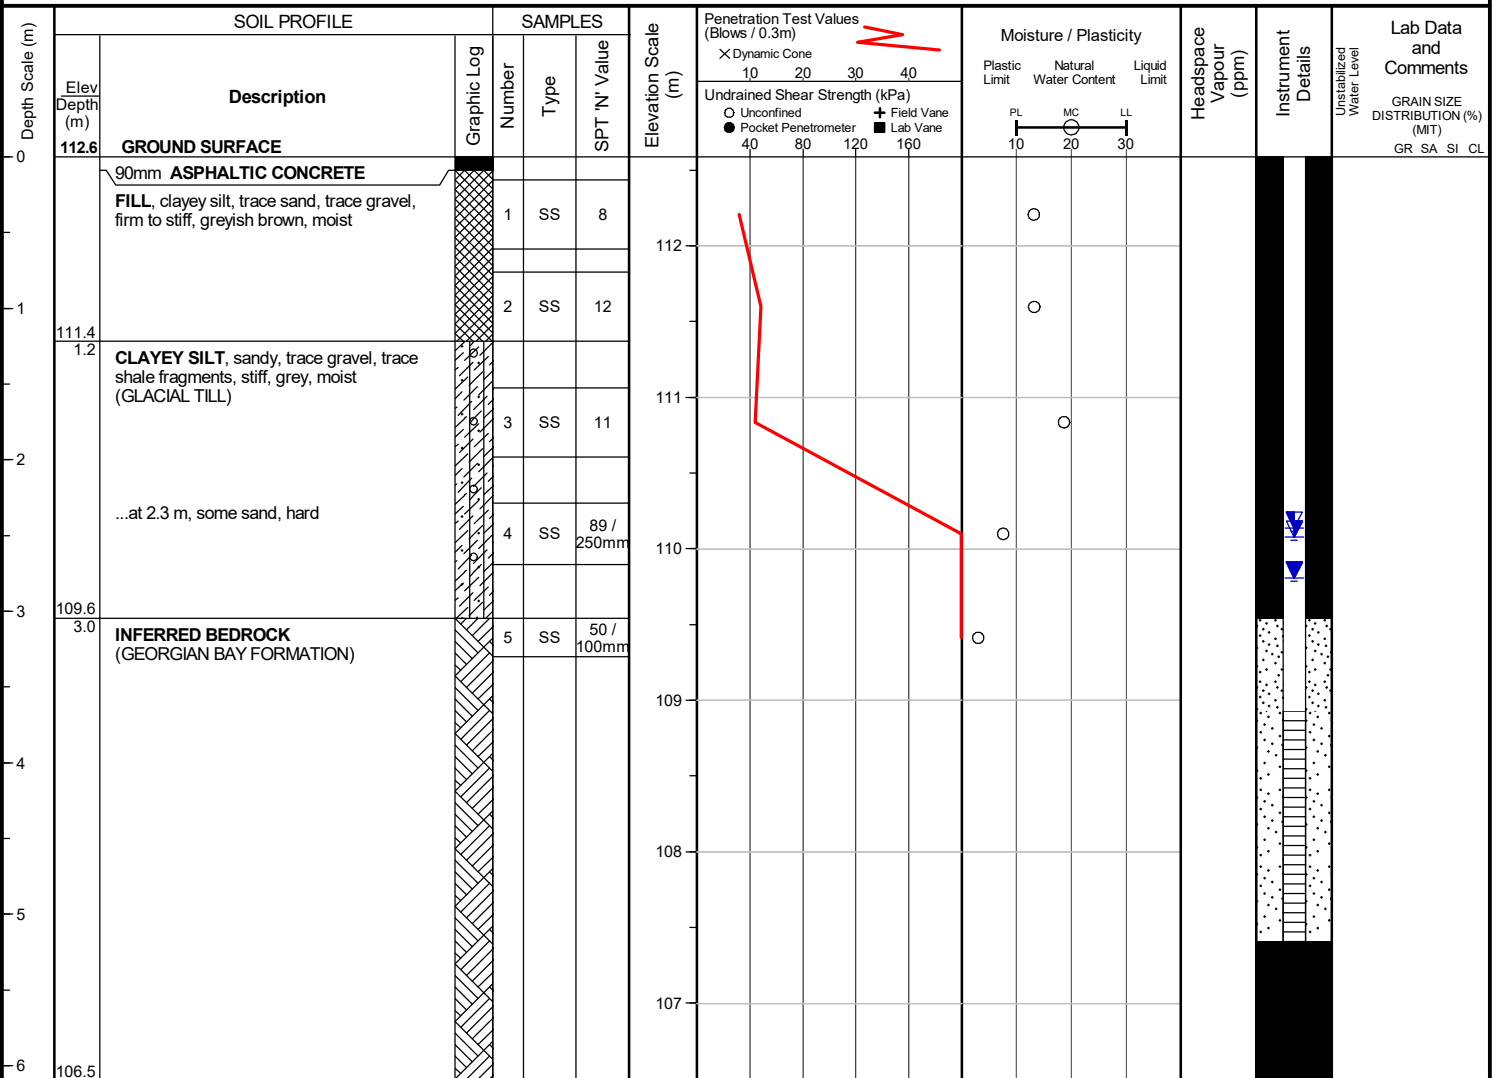 SOIL PROFILE
SAMPLES
Depth Scale (m)
Elev
Depth
(m)
Description
Graphic Log
Number
Type
SPT 'N' Value
Elevation Scale
(m)
Penetration Test Values
(Blows / 0.3m)
Dynamic Cone
10 20 30 40
Undrained Shear Strength (kPa)
Unconfined
Field Vane
Pocket Penetrometer
Lab Vane
40 80 120 160
Moisture / Plasticity
Plastic
Limit
Natural
Water Content
Liquid
Limit
PL MC LL
10 20 30
Headspace
Vapour
(ppm)
Instrument
Details
Unstabilized
Water Level
Lab Data
and
Comments
GRAIN SIZE
DISTRIBUTION (%)
(MIT)
GR SA SI CL
112.6 GROUND SURFACE
0
90mm ASPHALTIC CONCRETE
FILL, clayey silt, trace sand, trace gravel,
firm to stiff, greyish brown, moist
1 SS 8
112
1
2 SS 12
111.4
1.2
CLAYEY SILT, sandy, trace gravel, trace
shale fragments, stiff, grey, moist
(GLACIAL TILL)
111
3 SS 11
2
...at 2.3 m, some sand, hard
4 SS 89 /
250mm
110
3
109.6
3.0
INFERRED BEDROCK
(GEORGIAN BAY FORMATION)
5 SS 50 /
100mm
109
4
108
5
107
6
106.5